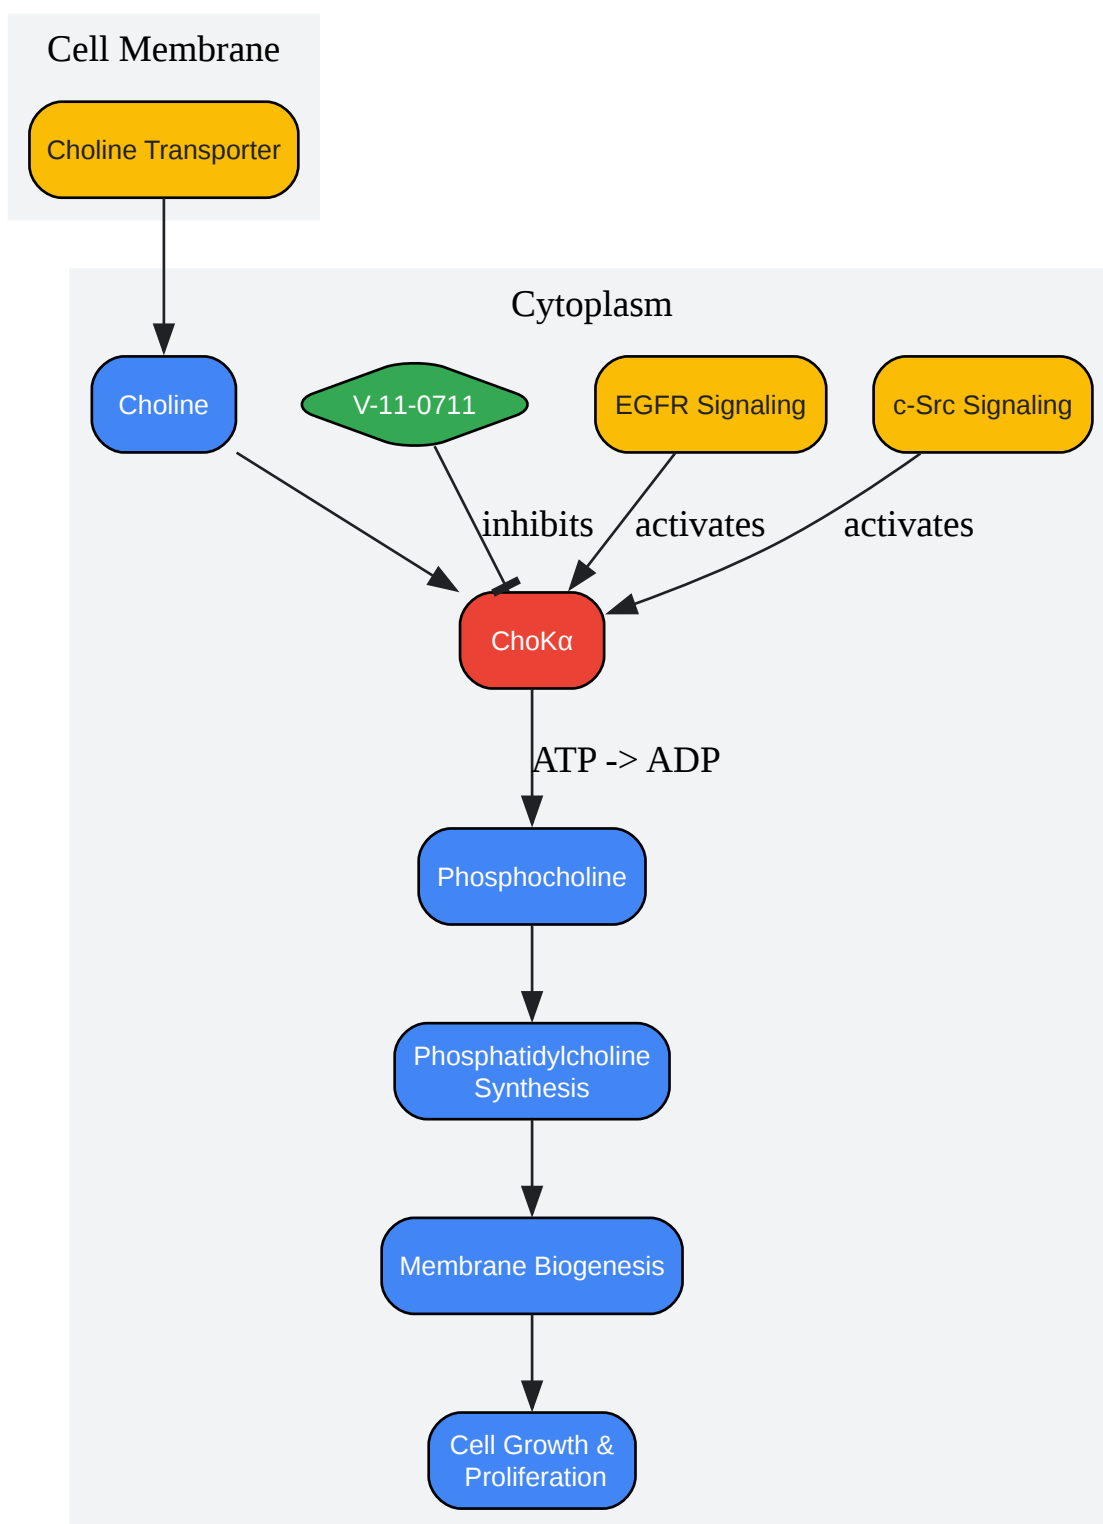 Cell Membrane
Choline Transporter
Cytoplasm
Choline
V-11-0711
EGFR Signaling
c-Src Signaling
inhibits
activates
activates
ChoKα
ATP -> ADP
Phosphocholine
Phosphatidylcholine
Synthesis
Membrane Biogenesis
Cell Growth &
Proliferation